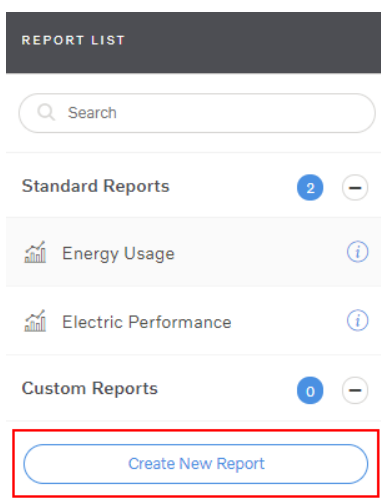 REPORT LIST
Search
Standard Reports 2
Energy Usage i
Electric Performance i
Custom Reports 0
Create New Report